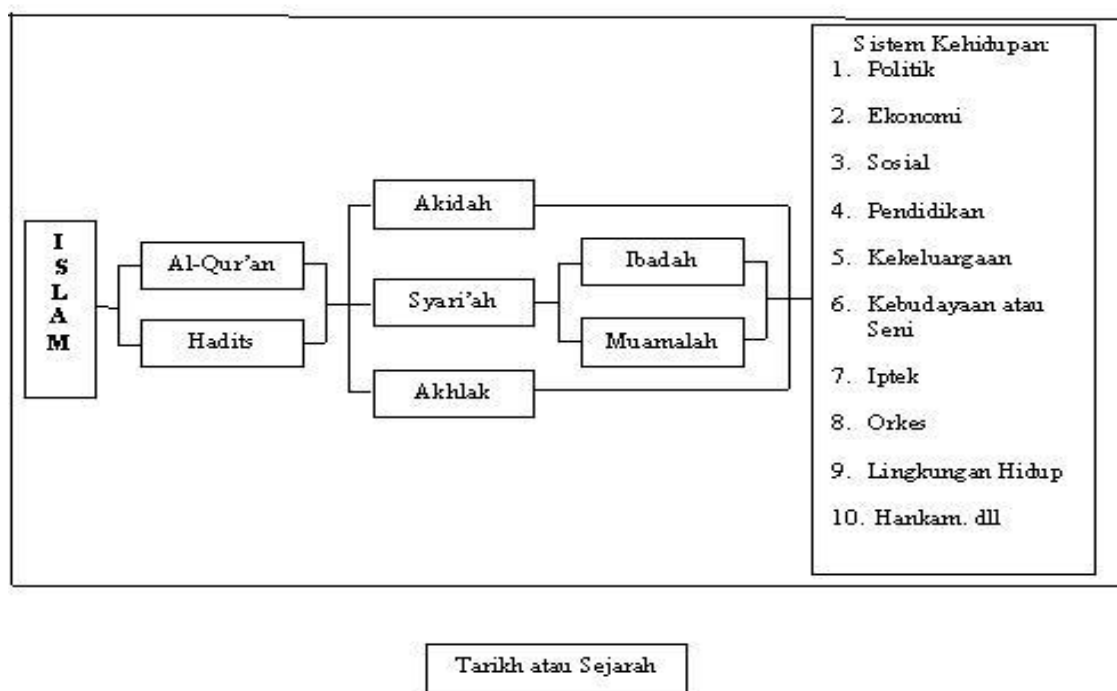 ISLAM
Al-Qur'an
Hadits
Akidah
Syari'ah
Akhlak
Ibadah
Muamalah
Sistem Kehidupan:
1. Politik
2. Ekonomi
3. Sosial
4. Pendidikan
5. Kekeluargaan
6. Kebudayaan atau
Seni
7. Iptek
8. Orkes
9. Lingkungan Hidup
10. Hankam. dll
Tarikh atau Sejarah